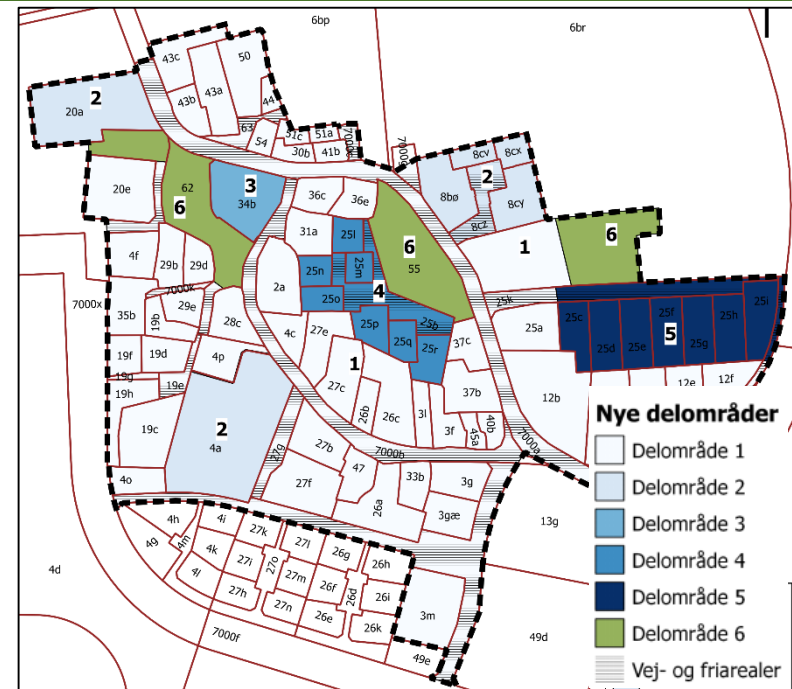 6bp
6br
43c
50
43a
43b
44
2
20a
63
54
51c
51a
30b
41b
7000g
8cv
8cx
2
8bø
8cy
8cz
20e
62
6
3
34b
36c
36e
31a
25l
6
55
1
6
4f
29b
29d
7000k
29e
19b
35b
28c
2a
25n
25m
25o
4
25p
25b
25q
25r
25k
25a
25c
25d
25e
25f
25g
25h
25i
5
7000x
19f
19d
19g
19h
19e
4p
4c
27e
1
27c
26b
26c
3l
37c
37b
3f
45a
40b
12b
12e
12f
19c
2
4a
4o
27g
27b
7000b
47
27f
26a
33b
3g
3gæ
7000a
13g
4h
4g
4m
4i
4k
4l
27k
27i
27h
27l
27o
27m
27n
26g
26f
26e
26d
26h
26i
26k
3m
49e
49d
4d
7000f
Nye delområder
Delområde 1
Delområde 2
Delområde 3
Delområde 4
Delområde 5
Delområde 6
Vej- og friarealer